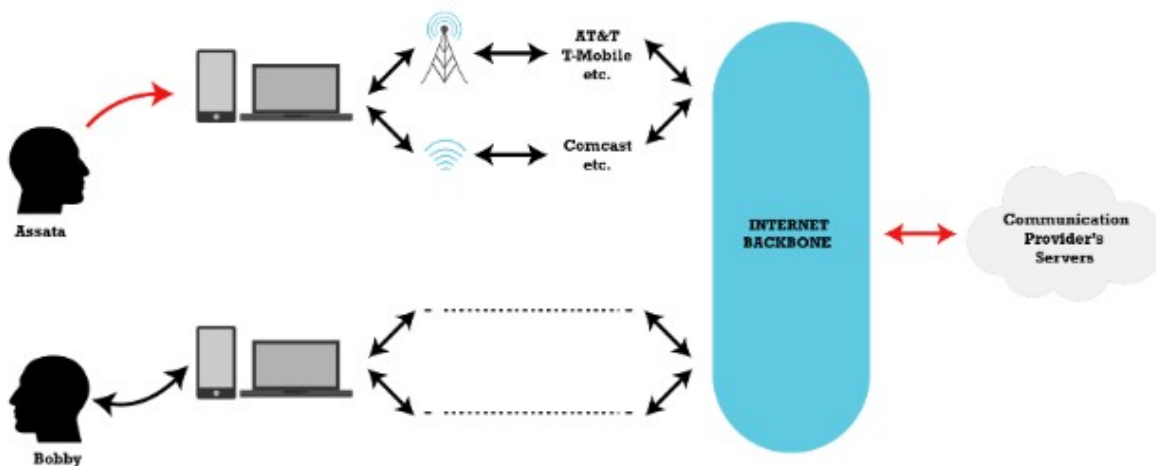 AT&T
T-Mobile
etc.
Comcast
etc.
Assata
INTERNET
BACKBONE
Communication
Provider's
Servers
Bobby